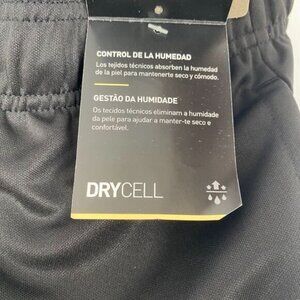 CONTROL DE LA HUMEDAD
Los tejidos técnicos absorben la humedad
de la piel para mantenerte seco y cómodo.
GESTÃO DA HUMIDADE
Os tecidos técnicos eliminam a humidade
da pele para ajudar a manter-te seco e
confortável.
DRYCELL